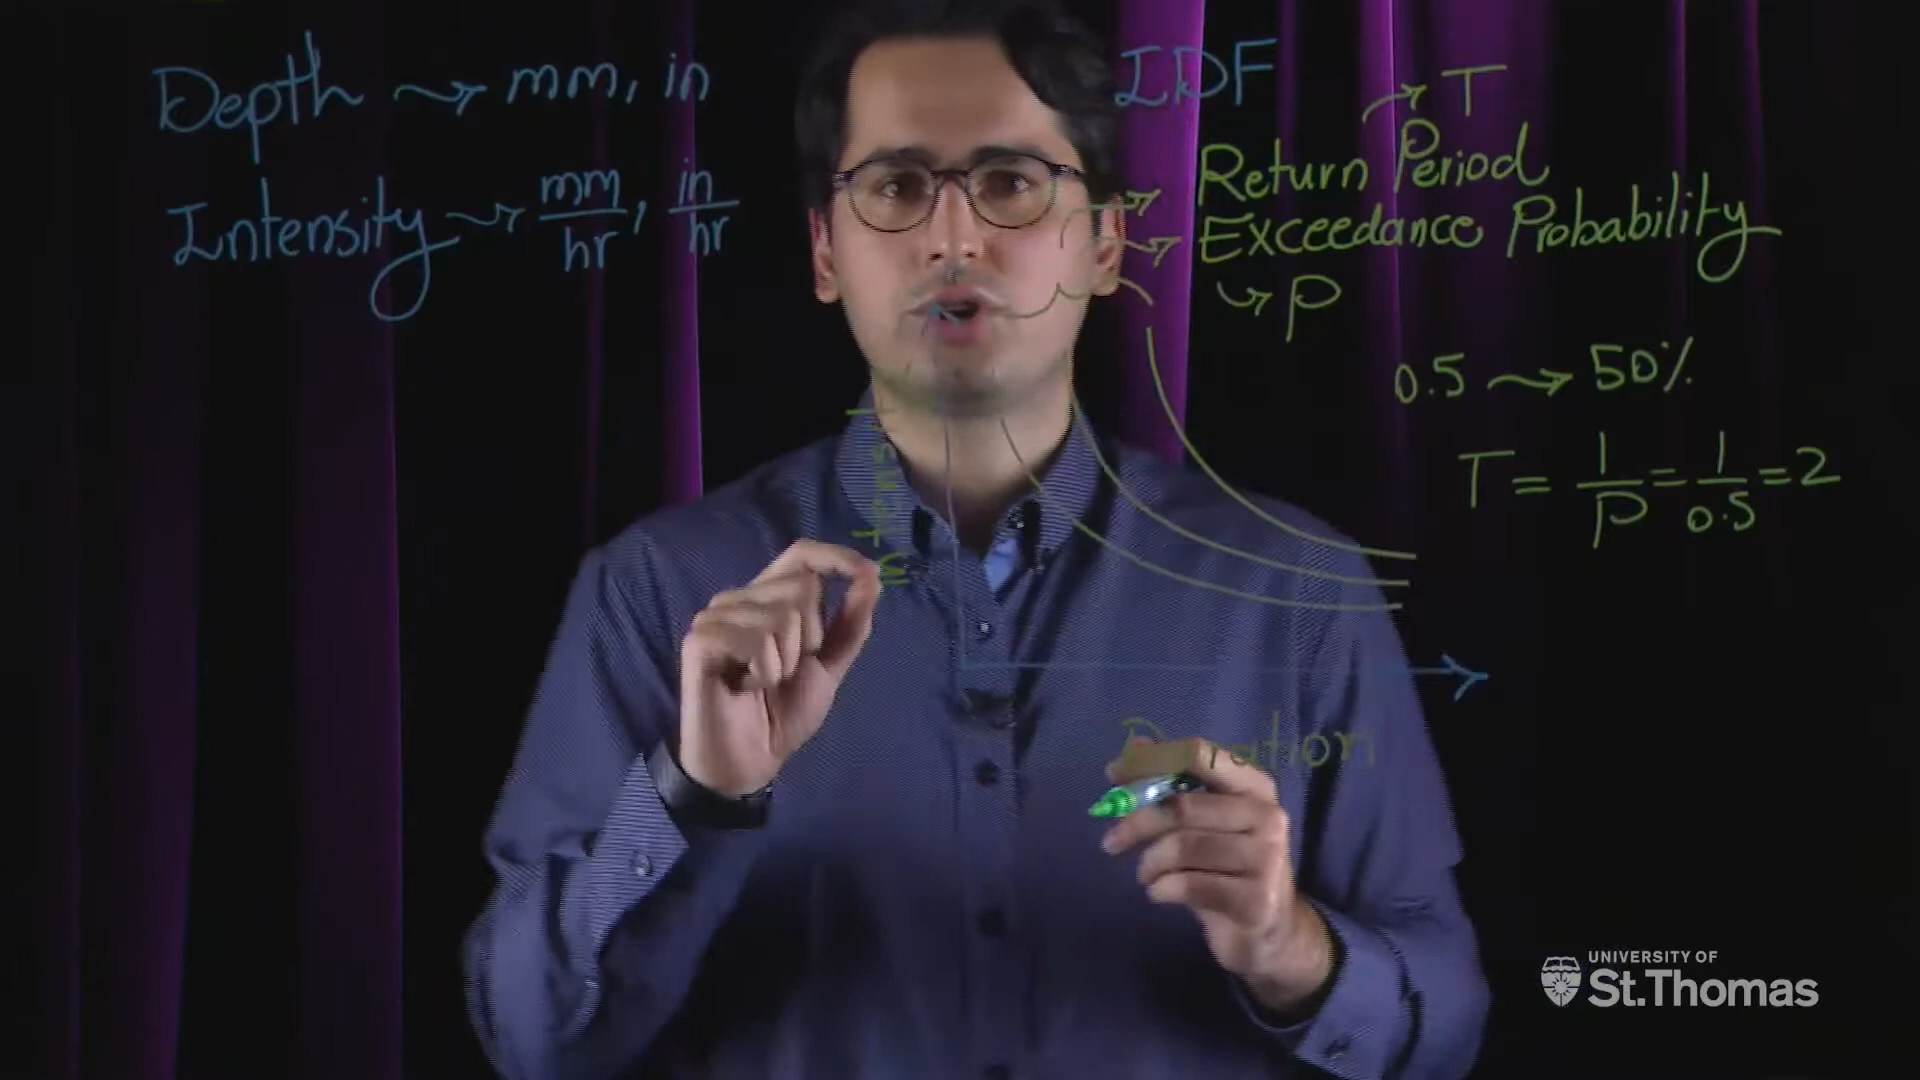 Depth → mm, in
Intensity → mm/hr, in/hr
IDF
→ T
→ Return Period
→ Exceedance Probability
→ P
0.5 → 50%
T = 1/P = 1/0.5 = 2
Duration
UNIVERSITY OF
St.Thomas